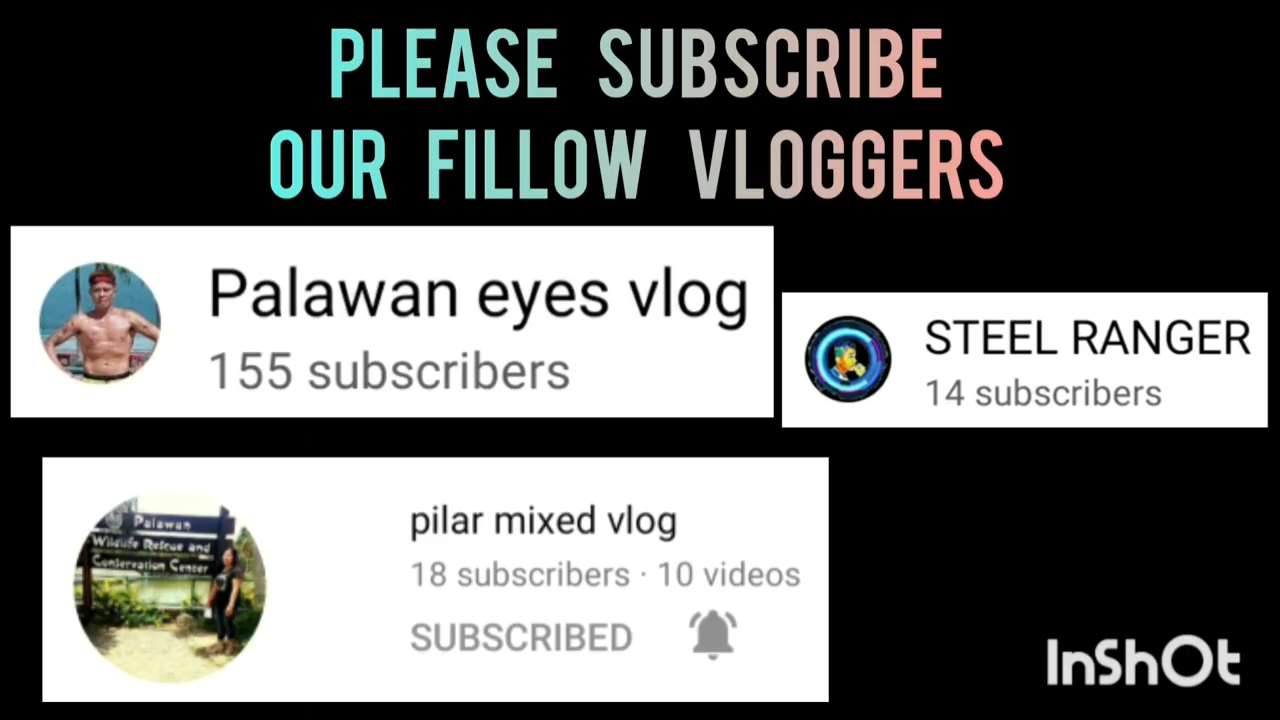 PLEASE SUBSCRIBE
OUR FILLOW VLOGGERS
Palawan eyes vlog
155 subscribers
STEEL RANGER
14 subscribers
Palawan
Wildlife Rescue and
Conservation Center
pilar mixed vlog
18 subscribers · 10 videos
SUBSCRIBED
InShOt